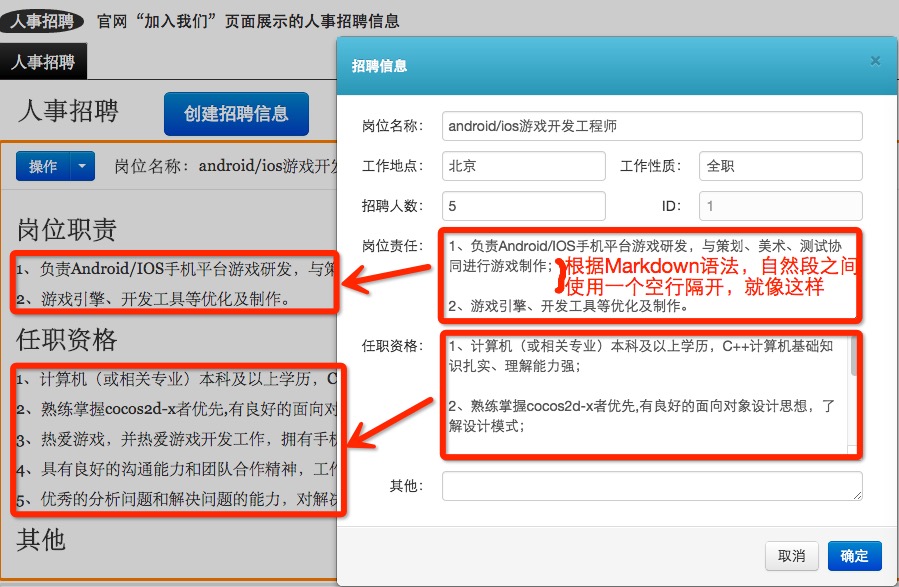 人事招聘 官网“加入我们”页面展示的人事招聘信息
人事招聘
人事招聘 创建招聘信息
操作 岗位名称：android/ios游戏开发
岗位职责
1、负责Android/IOS手机平台游戏研发，与策
2、游戏引擎、开发工具等优化及制作。
任职资格
1、计算机（或相关专业）本科及以上学历，C
2、熟练掌握cocos2d-x者优先,有良好的面向对
3、热爱游戏，并热爱游戏开发工作，拥有手机
4、具有良好的沟通能力和团队合作精神，工作
5、优秀的分析问题和解决问题的能力，对解决
其他
招聘信息 ×
岗位名称： android/ios游戏开发工程师
工作地点： 北京 工作性质： 全职
招聘人数： 5 ID： 1
岗位责任： 1、负责Android/IOS手机平台游戏研发，与策划、美术、测试协
同进行游戏制作；
根据Markdown语法，自然段之间
使用一个空行隔开，就像这样
2、游戏引擎、开发工具等优化及制作。
任职资格： 1、计算机（或相关专业）本科及以上学历，C++计算机基础知
识扎实、理解能力强；
2、熟练掌握cocos2d-x者优先,有良好的面向对象设计思想，了
解设计模式；
其他：
取消 确定